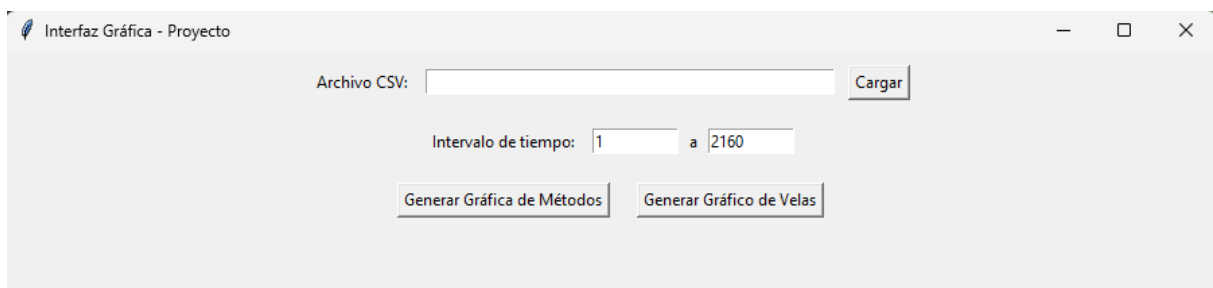 Interfaz Gráfica - Proyecto
Archivo CSV: Cargar
Intervalo de tiempo: 1 a 2160
Generar Gráfica de Métodos Generar Gráfico de Velas